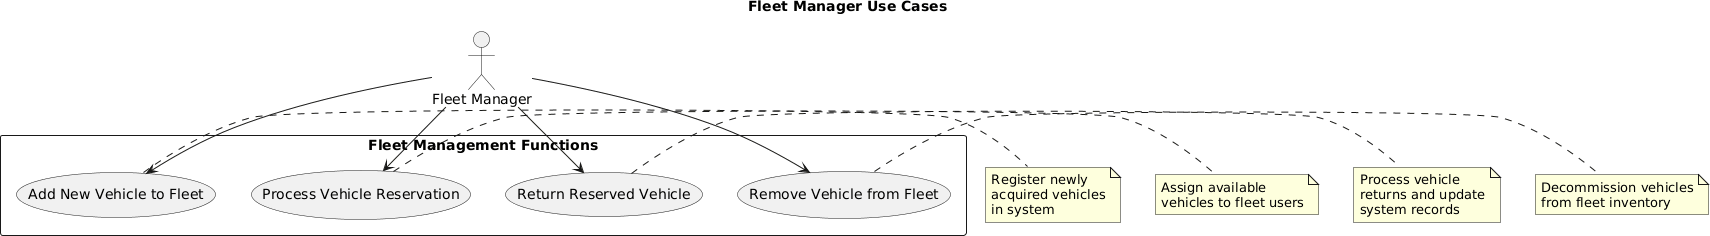 Fleet Manager Use Cases
Fleet Manager
Fleet Management Functions
Add New Vehicle to Fleet
Process Vehicle Reservation
Return Reserved Vehicle
Remove Vehicle from Fleet
Register newly
acquired vehicles
in system
Assign available
vehicles to fleet users
Process vehicle
returns and update
system records
Decommission vehicles
from fleet inventory